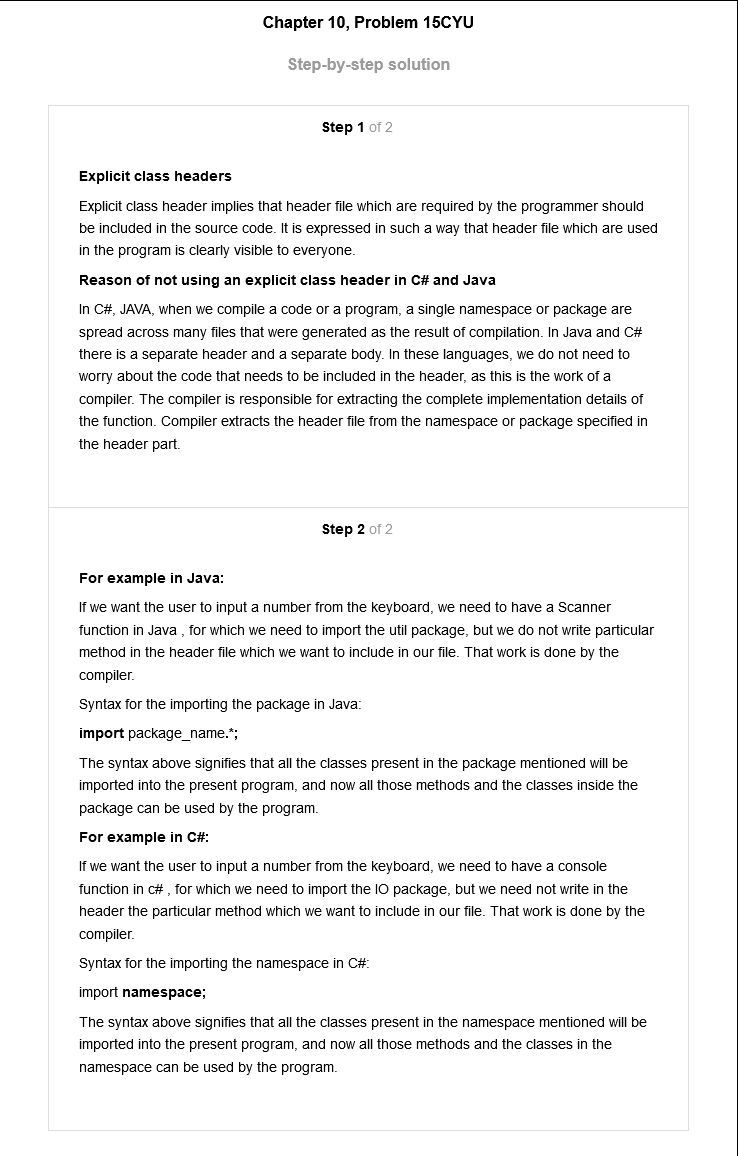 Chapter 10, Problem 15CYU
Step-by-step solution
Step 1 of 2
Explicit class headers
Explicit class header implies that header file which are required by the programmer should
be included in the source code. It is expressed in such a way that header file which are used
in the program is clearly visible to everyone.
Reason of not using an explicit class header in C# and Java
In C#, JAVA, when we compile a code or a program, a single namespace or package are
spread across many files that were generated as the result of compilation. In Java and C#
there is a separate header and a separate body. In these languages, we do not need to
worry about the code that needs to be included in the header, as this is the work of a
compiler. The compiler is responsible for extracting the complete implementation details of
the function. Compiler extracts the header file from the namespace or package specified in
the header part.
Step 2 of 2
For example in Java:
If we want the user to input a number from the keyboard, we need to have a Scanner
function in Java , for which we need to import the util package, but we do not write particular
method in the header file which we want to include in our file. That work is done by the
compiler.
Syntax for the importing the package in Java:
import package_name.*;
The syntax above signifies that all the classes present in the package mentioned will be
imported into the present program, and now all those methods and the classes inside the
package can be used by the program.
For example in C#:
If we want the user to input a number from the keyboard, we need to have a console
function in c# , for which we need to import the IO package, but we need not write in the
header the particular method which we want to include in our file. That work is done by the
compiler.
Syntax for the importing the namespace in C#:
import namespace;
The syntax above signifies that all the classes present in the namespace mentioned will be
imported into the present program, and now all those methods and the classes in the
namespace can be used by the program.